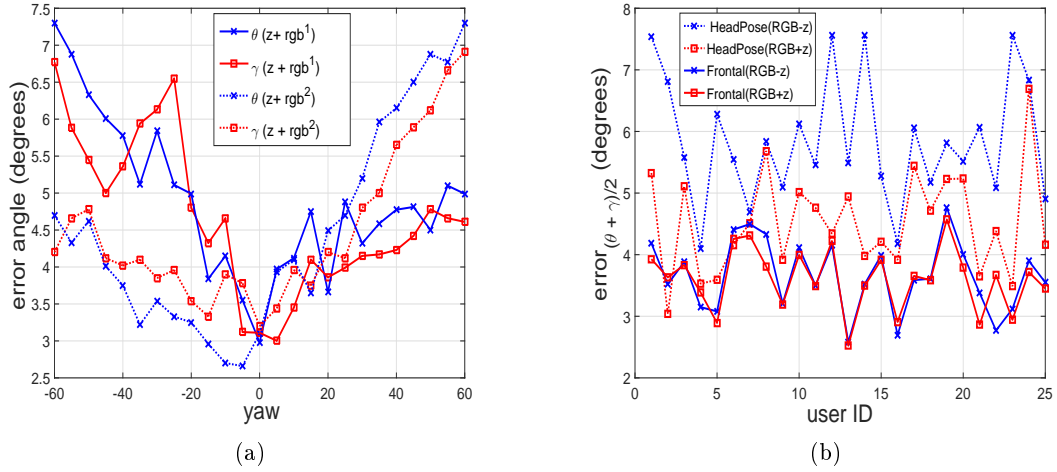 8
7.5
7
6.5
6
5.5
5
4.5
4
3.5
3
2.5
error angle (degrees)
θ (z+ rgb¹)
γ (z + rgb¹)
θ (z+ rgb²)
γ (z + rgb²)
-60 -40 -20 0 20 40 60
yaw
(a)
8
7
6
5
4
3
2
error (θ + γ)/2 (degrees)
HeadPose(RGB-z)
HeadPose(RGB+z)
Frontal(RGB-z)
Frontal(RGB+z)
0 5 10 15 20 25
user ID
(b)